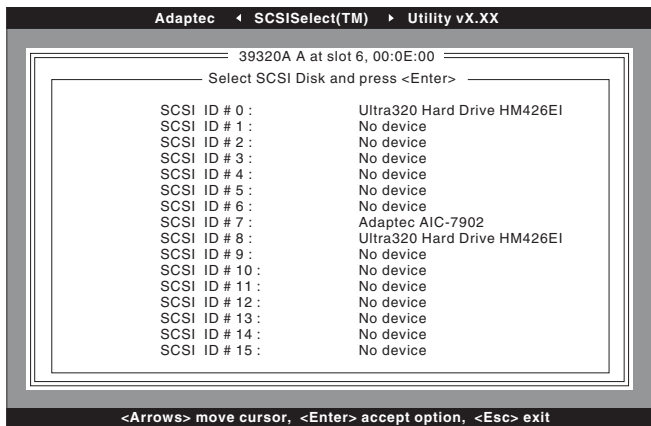 Adaptec ◂ SCSISelect(TM) ▸ Utility vX.XX
39320A A at slot 6, 00:0E:00
Select SCSI Disk and press <Enter>
SCSI ID # 0 : Ultra320 Hard Drive HM426EI
SCSI ID # 1 : No device
SCSI ID # 2 : No device
SCSI ID # 3 : No device
SCSI ID # 4 : No device
SCSI ID # 5 : No device
SCSI ID # 6 : No device
SCSI ID # 7 : Adaptec AIC-7902
SCSI ID # 8 : Ultra320 Hard Drive HM426EI
SCSI ID # 9 : No device
SCSI ID # 10 : No device
SCSI ID # 11 : No device
SCSI ID # 12 : No device
SCSI ID # 13 : No device
SCSI ID # 14 : No device
SCSI ID # 15 : No device
<Arrows> move cursor, <Enter> accept option, <Esc> exit